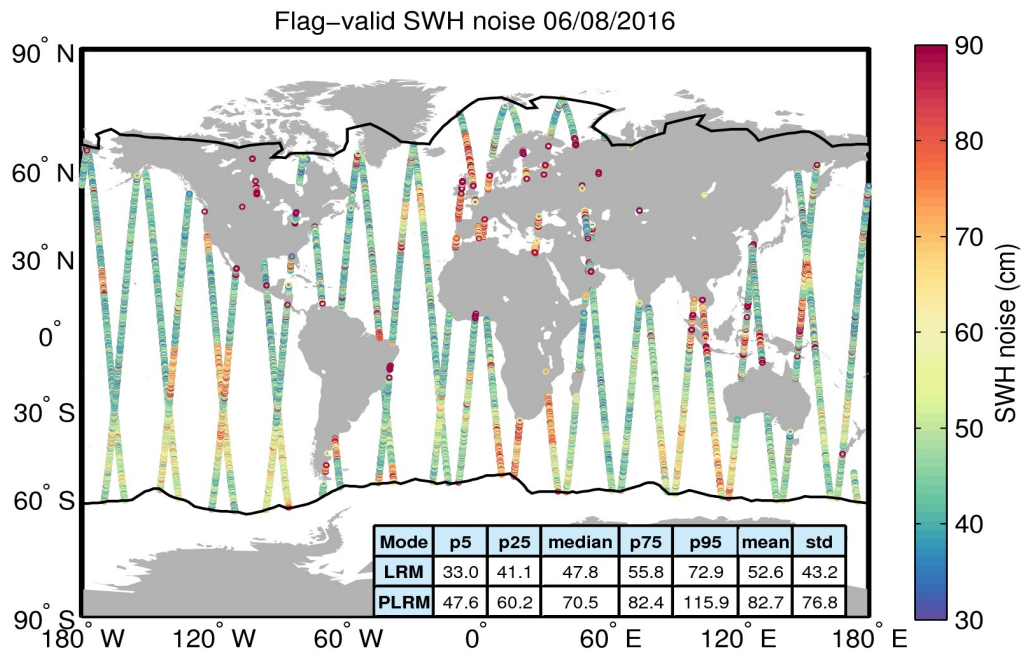 Flag−valid SWH noise 06/08/2016
90° N
60° N
30° N
0°
30° S
60° S
90° S
180° W
120° W
60° W
0°
60° E
120° E
180° E
Mode p5 p25 median p75 p95 mean std
LRM 33.0 41.1 47.8 55.8 72.9 52.6 43.2
PLRM 47.6 60.2 70.5 82.4 115.9 82.7 76.8
90
80
70
60
50
40
30
SWH noise (cm)